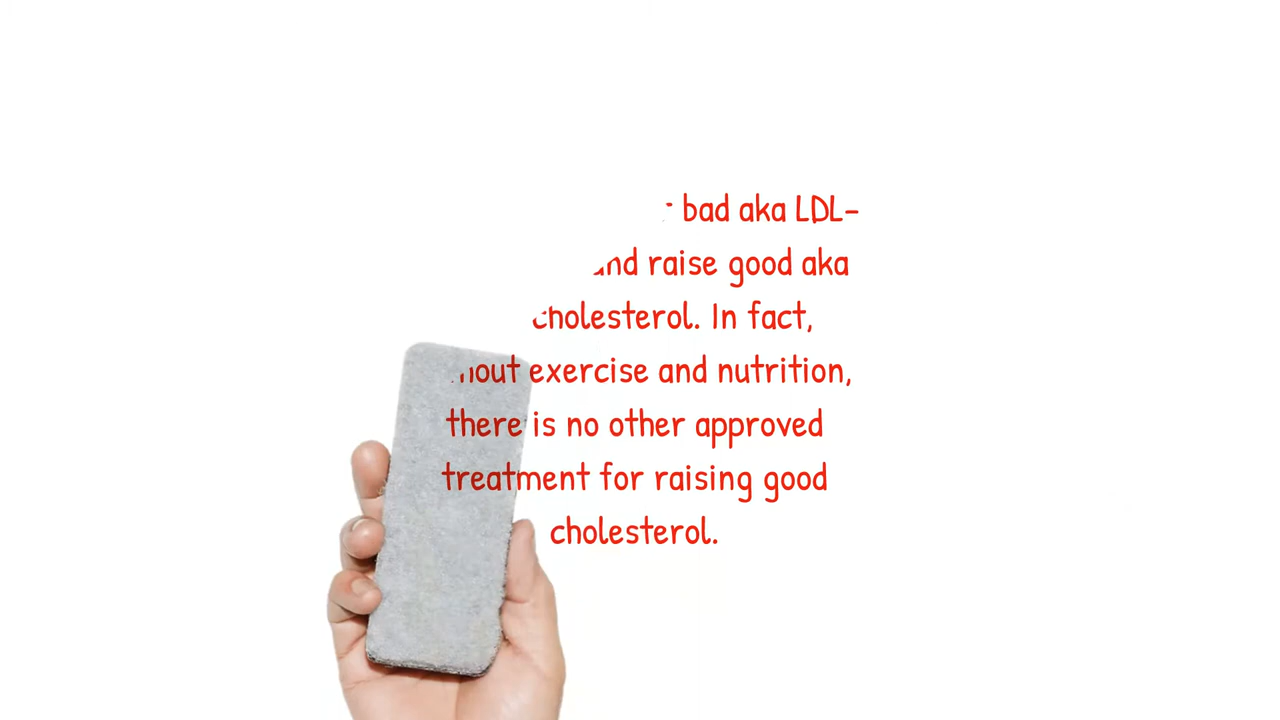 bad aka LDL-
raise good aka
cholesterol. In fact,
exercise and nutrition,
there is no other approved
treatment for raising good
cholesterol.